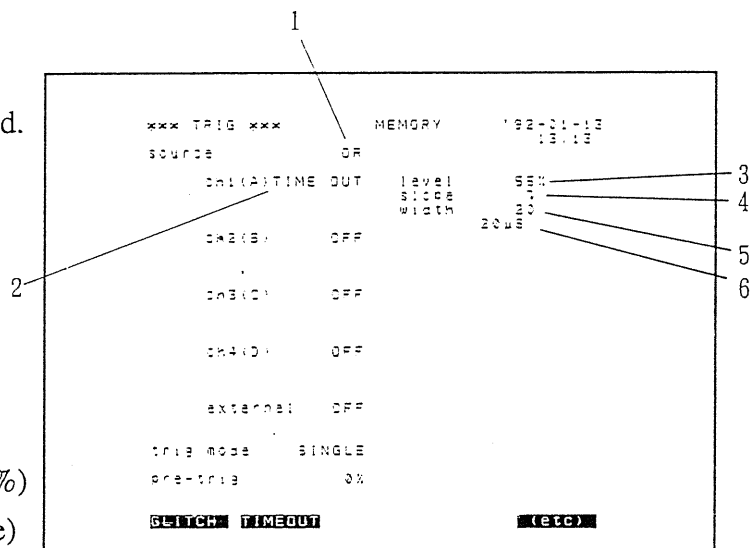 1
d.
*** TRIG *** MEMORY '92-01-13
13:13
source OR
ch1(A)TIME OUT level 55% 3
slope 4
width 20 5
20μS 6
2
ch2(B) OFF
ch3(C) OFF
ch4(D) OFF
external OFF
trig mode SINGLE
pre-trig 0%
%)
e)
GLITCH TIMEOUT (etc)